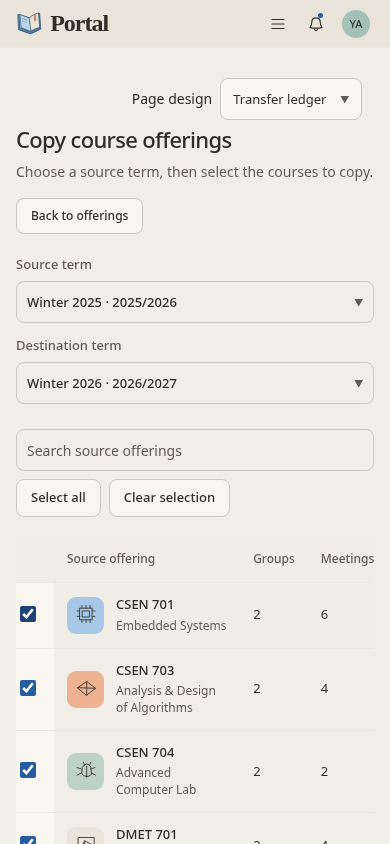 Portal
YA
Page design
Transfer ledger
Copy course offerings
Choose a source term, then select the courses to copy.
Back to offerings
Source term
Winter 2025 · 2025/2026
Destination term
Winter 2026 · 2026/2027
Search source offerings
Select all
Clear selection
Source offering Groups Meetings
CSEN 701
Embedded Systems
2 6
CSEN 703
Analysis & Design
of Algorithms
2 4
CSEN 704
Advanced
Computer Lab
2 2
DMET 701